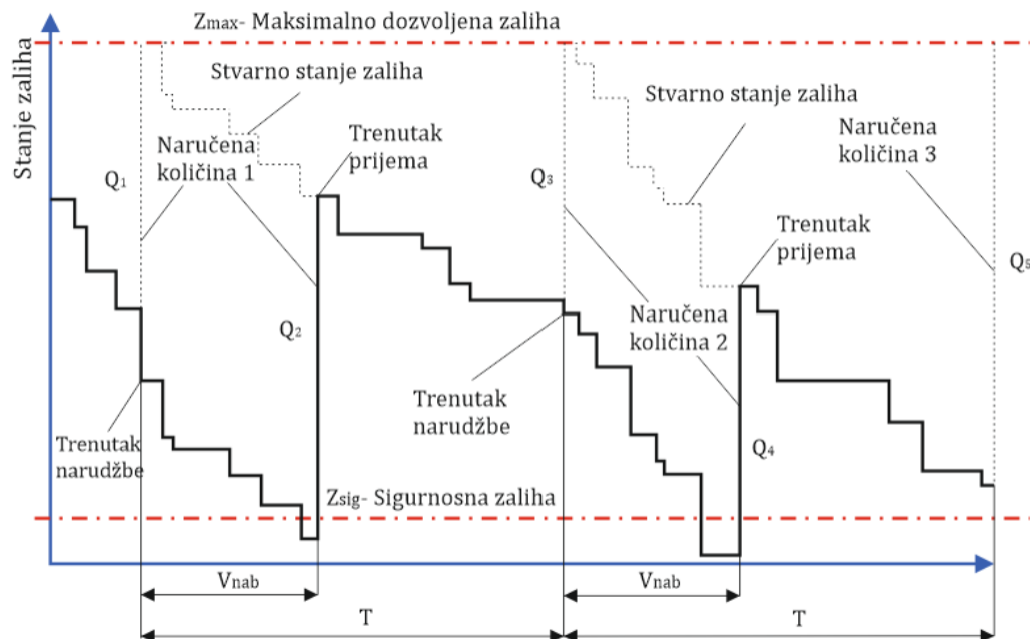 Zmax- Maksimalno dozvoljena zaliha
Stanje zaliha
Stvarno stanje zaliha
Stvarno stanje zaliha
Trenutak
prijema
Naručena
količina 1
Naručena
količina 3
Q1
Q3
Q5
Trenutak
prijema
Naručena
količina 2
Q2
Trenutak
narudžbe
Trenutak
narudžbe
Q4
Zsig- Sigurnosna zaliha
Vnab
Vnab
T
T